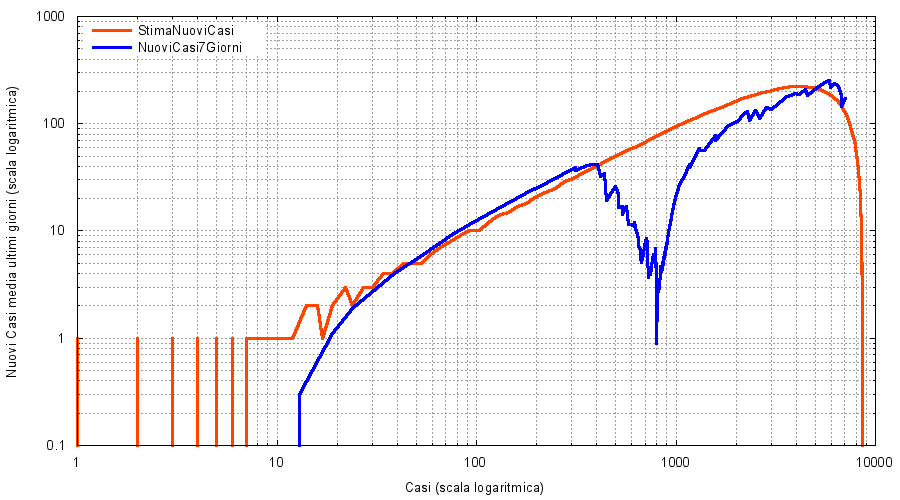 1000
StimaNuoviCasi
NuoviCasi7Giorni
100
10
1
0.1
Nuovi Casi media ultimi giorni (scala logaritmica)
1 10 100 1000 10000
Casi (scala logaritmica)